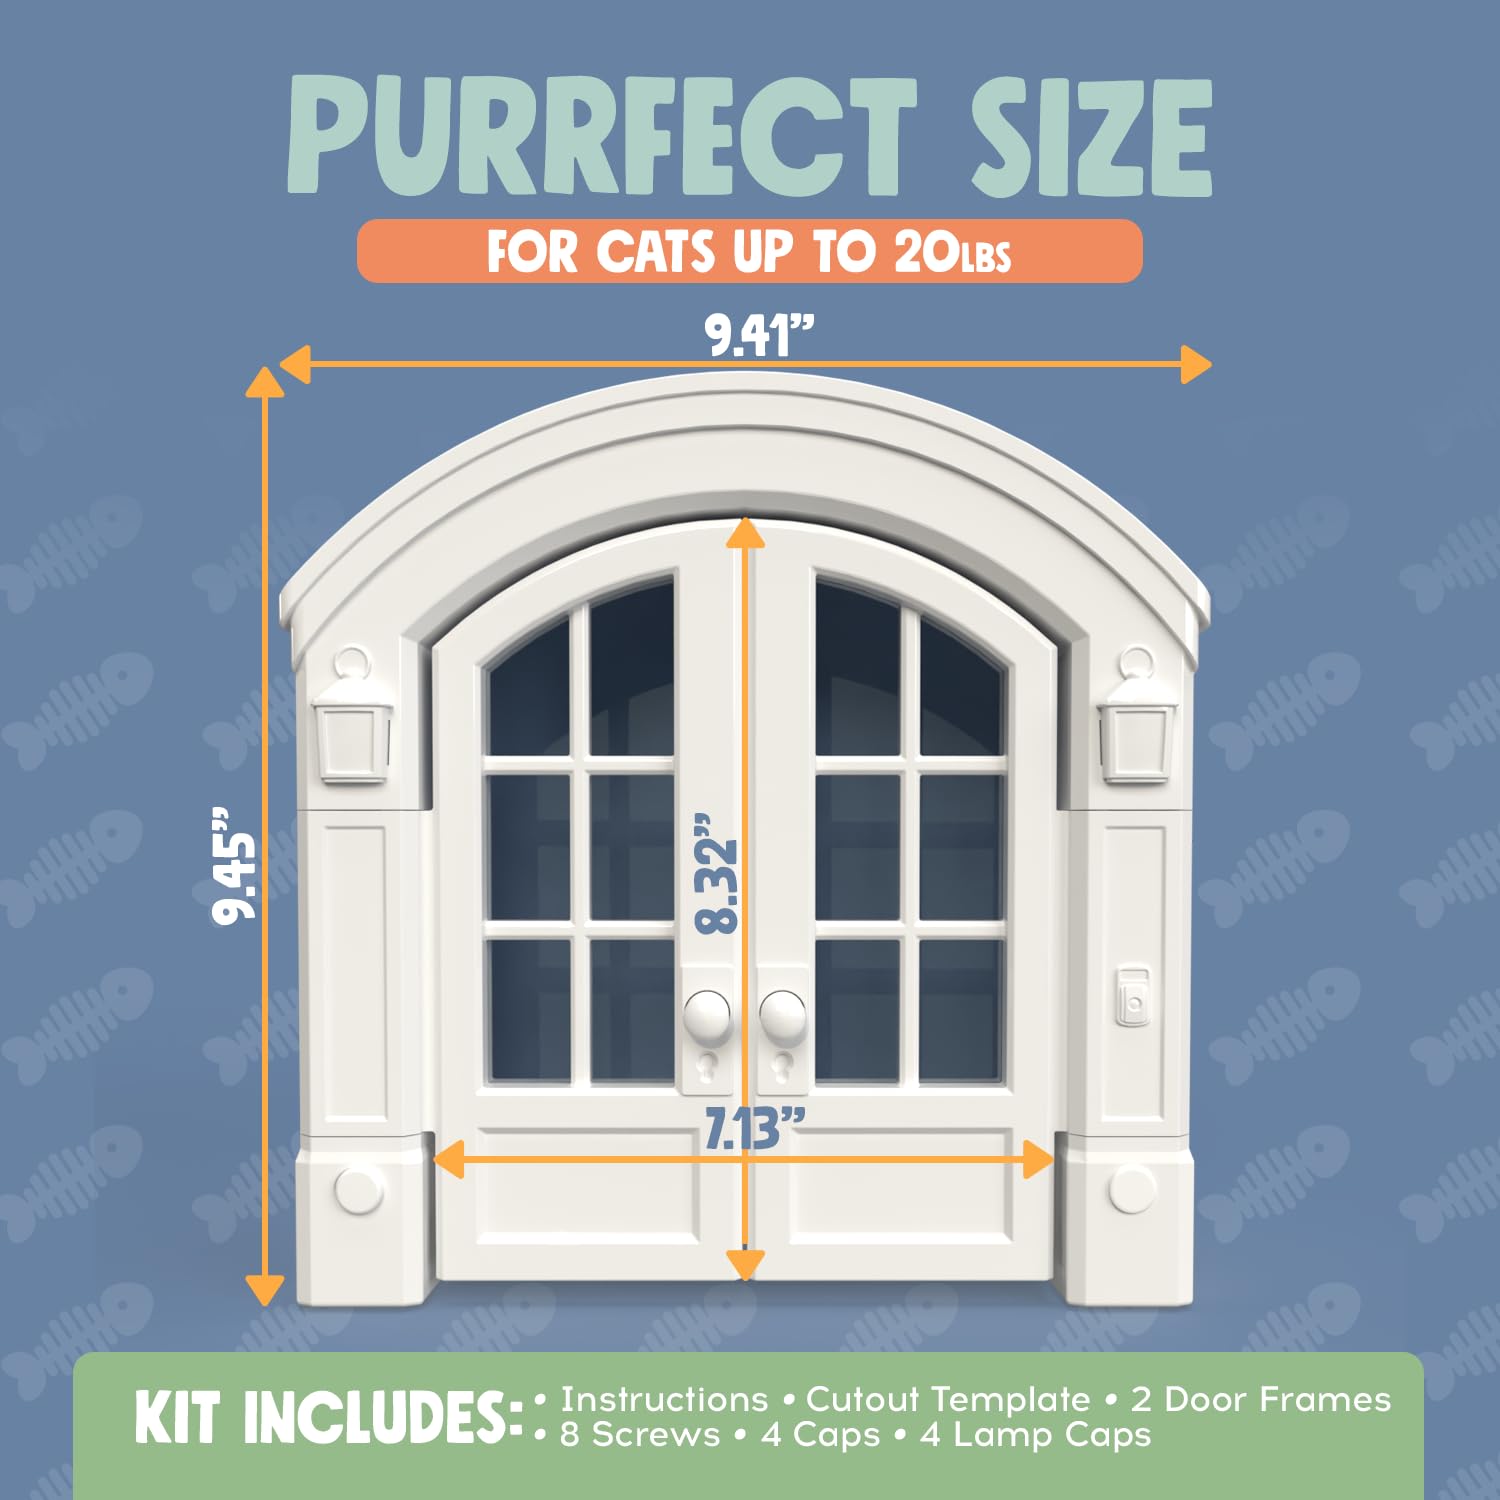 PURRFECT SIZE
FOR CATS UP TO 20LBS
9.41”
9.45”
8.32”
7.13”
KIT INCLUDES: • Instructions • Cutout Template • 2 Door Frames
• 8 Screws • 4 Caps • 4 Lamp Caps